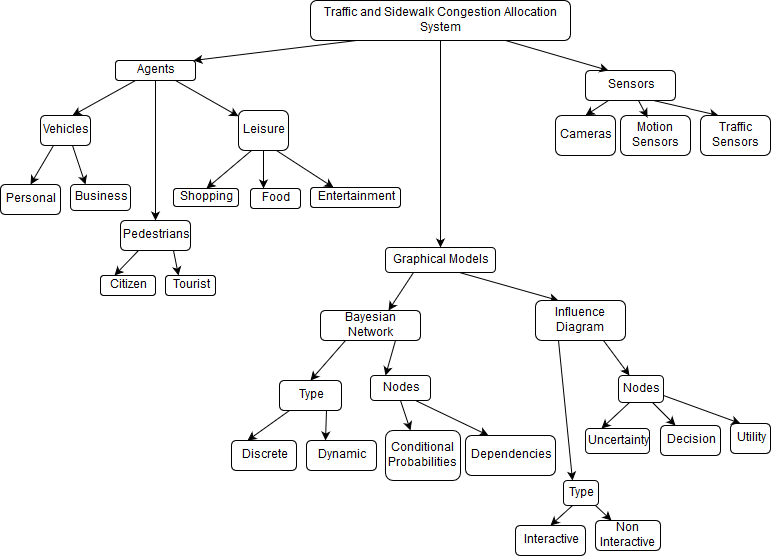 Traffic and Sidewalk Congestion Allocation
System
Agents
Sensors
Vehicles
Leisure
Cameras
Motion
Sensors
Traffic
Sensors
Personal
Business
Shopping
Food
Entertainment
Pedestrians
Citizen
Tourist
Graphical Models
Bayesian
Network
Influence
Diagram
Type
Nodes
Nodes
Discrete
Dynamic
Conditional
Probabilities
Dependencies
Uncertainty
Decision
Utility
Type
Interactive
Non
Interactive